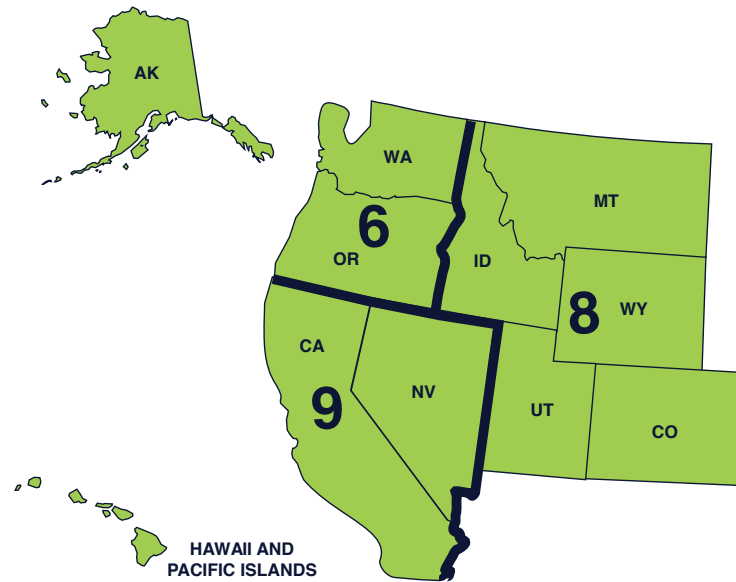 AK
WA
MT
6
OR
ID
8
WY
CA
NV
9
UT
CO
HAWAII AND
PACIFIC ISLANDS